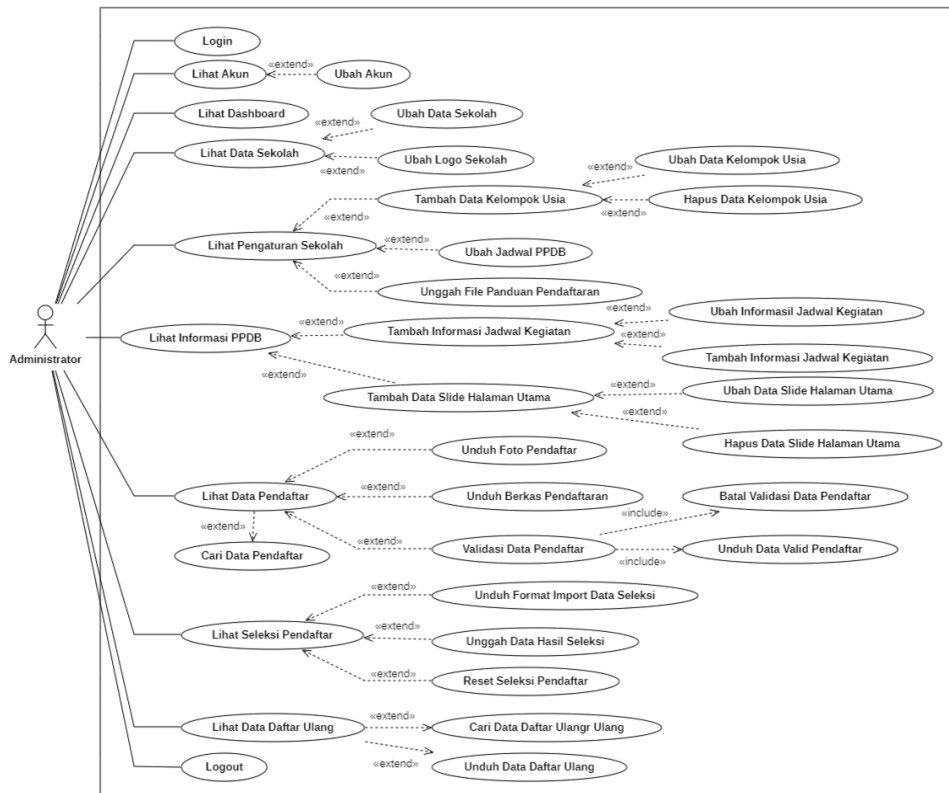 Login
Lihat Akun
«extend»
Ubah Akun
Lihat Dashboard
Ubah Data Sekolah
«extend»
Lihat Data Sekolah
Ubah Logo Sekolah
«extend»
Ubah Data Kelompok Usia
«extend»
Tambah Data Kelompok Usia
Hapus Data Kelompok Usia
«extend»
«extend»
Lihat Pengaturan Sekolah
«extend»
Ubah Jadwal PPDB
«extend»
Unggah File Panduan Pendaftaran
Administrator
Lihat Informasi PPDB
«extend»
Tambah Informasi Jadwal Kegiatan
«extend»
Ubah Informasil Jadwal Kegiatan
«extend»
Tambah Informasi Jadwal Kegiatan
«extend»
Tambah Data Slide Halaman Utama
«extend»
Ubah Data Slide Halaman Utama
«extend»
Hapus Data Slide Halaman Utama
«extend»
Unduh Foto Pendaftar
Lihat Data Pendaftar
«extend»
Unduh Berkas Pendaftaran
Batal Validasi Data Pendaftar
«include»
«extend»
Cari Data Pendaftar
«extend»
Validasi Data Pendaftar
Unduh Data Valid Pendaftar
«include»
«extend»
Unduh Format Import Data Seleksi
Lihat Seleksi Pendaftar
«extend»
Unggah Data Hasil Seleksi
«extend»
Reset Seleksi Pendaftar
Lihat Data Daftar Ulang
«extend»
Cari Data Daftar Ulangr Ulang
«extend»
Unduh Data Daftar Ulang
Logout